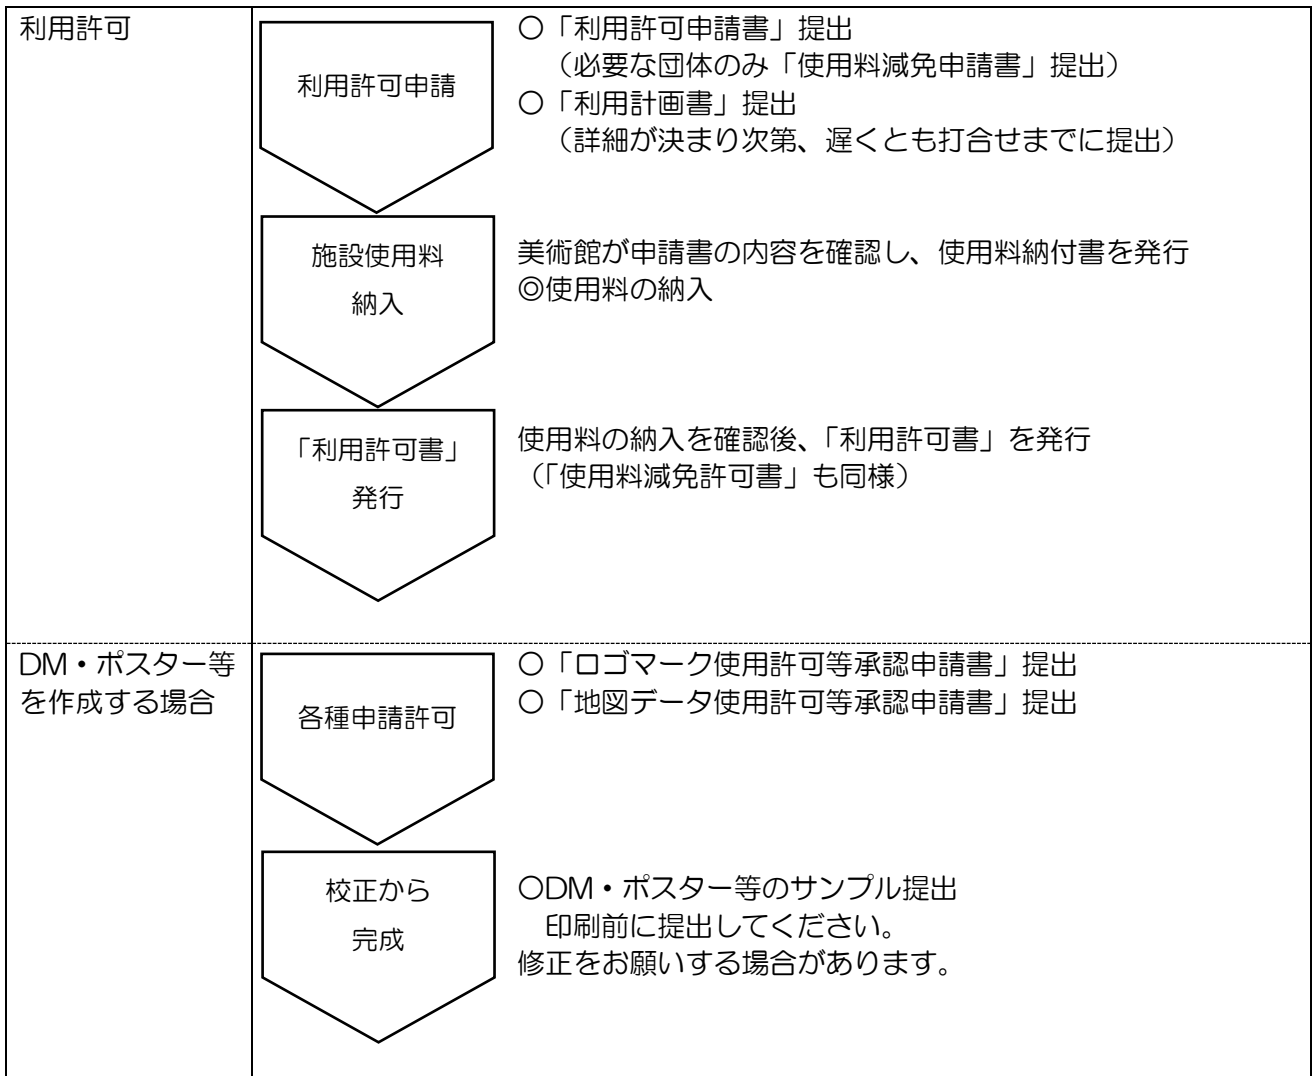 利用許可
利用許可申請
○「利用許可申請書」提出
（必要な団体のみ「使用料減免申請書」提出）
○「利用計画書」提出
（詳細が決まり次第、遅くとも打合せまでに提出）
施設使用料
納入
美術館が申請書の内容を確認し、使用料納付書を発行
◎使用料の納入
「利用許可書」
発行
使用料の納入を確認後、「利用許可書」を発行
（「使用料減免許可書」も同様）
DM・ポスター等
を作成する場合
各種申請許可
○「ロゴマーク使用許可等承認申請書」提出
○「地図データ使用許可等承認申請書」提出
校正から
完成
○DM・ポスター等のサンプル提出
印刷前に提出してください。
修正をお願いする場合があります。